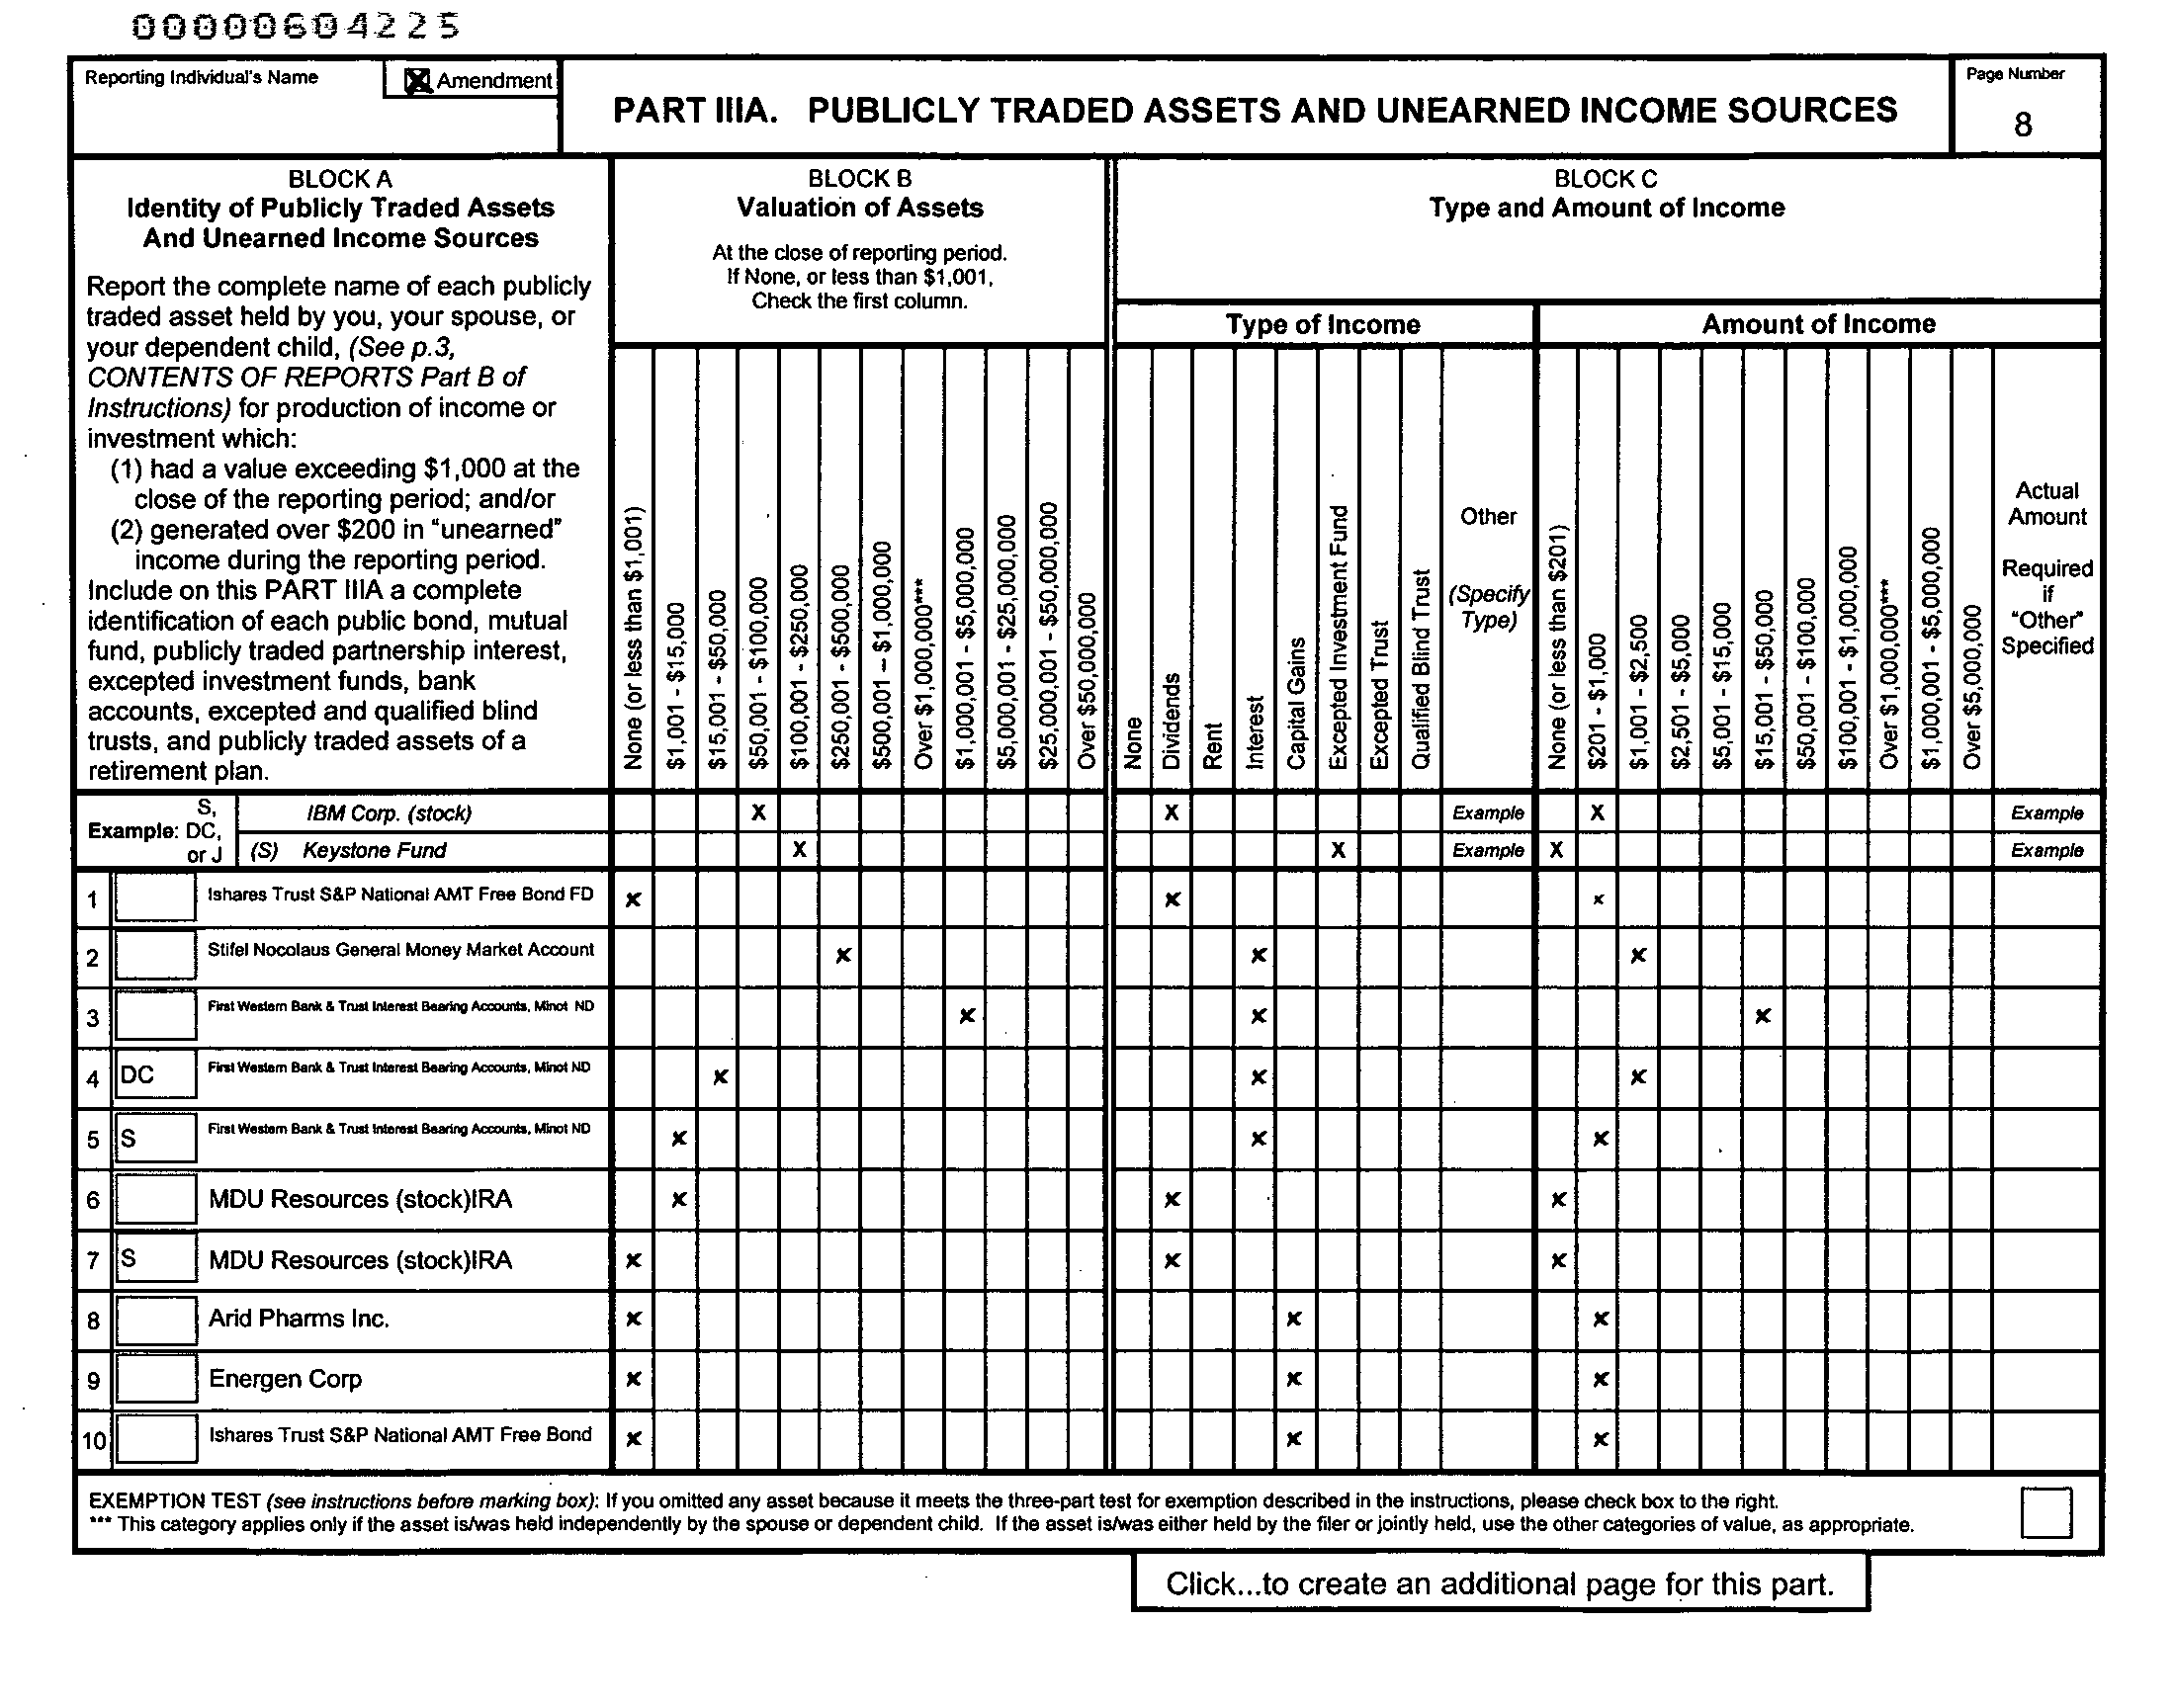 00000604225
Reporting Individual's Name
X Amendment
PART IIIA. PUBLICLY TRADED ASSETS AND UNEARNED INCOME SOURCES
Page Number
8
BLOCK A
Identity of Publicly Traded Assets
And Unearned Income Sources
Report the complete name of each publicly
traded asset held by you, your spouse, or
your dependent child, (See p.3,
CONTENTS OF REPORTS Part B of
Instructions) for production of income or
investment which:
(1) had a value exceeding $1,000 at the
close of the reporting period; and/or
(2) generated over $200 in "unearned"
income during the reporting period.
Include on this PART IIIA a complete
identification of each public bond, mutual
fund, publicly traded partnership interest,
excepted investment funds, bank
accounts, excepted and qualified blind
trusts, and publicly traded assets of a
retirement plan.
BLOCK B
Valuation of Assets
At the close of reporting period.
If None, or less than $1,001,
Check the first column.
None (or less than $1,001)
$1,001 - $15,000
$15,001 - $50,000
$50,001 - $100,000
$100,001 - $250,000
$250,001 - $500,000
$500,001 – $1,000,000
Over $1,000,000***
$1,000,001 - $5,000,000
$5,000,001 - $25,000,000
$25,000,001 - $50,000,000
Over $50,000,000
BLOCK C
Type and Amount of Income
Type of Income
None
Dividends
Rent
Interest
Capital Gains
Excepted Investment Fund
Excepted Trust
Qualified Blind Trust
Other
(Specify
Type)
Amount of Income
None (or less than $201)
$201 - $1,000
$1,001 - $2,500
$2,501 - $5,000
$5,001 - $15,000
$15,001 - $50,000
$50,001 - $100,000
$100,001 - $1,000,000
Over $1,000,000***
$1,000,001 - $5,000,000
Over $5,000,000
Actual
Amount
Required
if
"Other"
Specified
Example: S,
DC,
or J
IBM Corp. (stock) X X Example X Example
(S) Keystone Fund X X Example X Example
1 Ishares Trust S&P National AMT Free Bond FD x x x
2 Stifel Nocolaus General Money Market Account x x x
3 First Western Bank & Trust Interest Bearing Accounts, Minot ND x x x
4 DC First Western Bank & Trust Interest Bearing Accounts, Minot ND x x x
5 S First Western Bank & Trust Interest Bearing Accounts, Minot ND x x x
6 MDU Resources (stock)IRA x x x
7 S MDU Resources (stock)IRA x x x
8 Arid Pharms Inc. x x x
9 Energen Corp x x x
10 Ishares Trust S&P National AMT Free Bond x x x
EXEMPTION TEST (see instructions before marking box): If you omitted any asset because it meets the three-part test for exemption described in the instructions, please check box to the right.
*** This category applies only if the asset is/was held independently by the spouse or dependent child. If the asset is/was either held by the filer or jointly held, use the other categories of value, as appropriate.
Click...to create an additional page for this part.